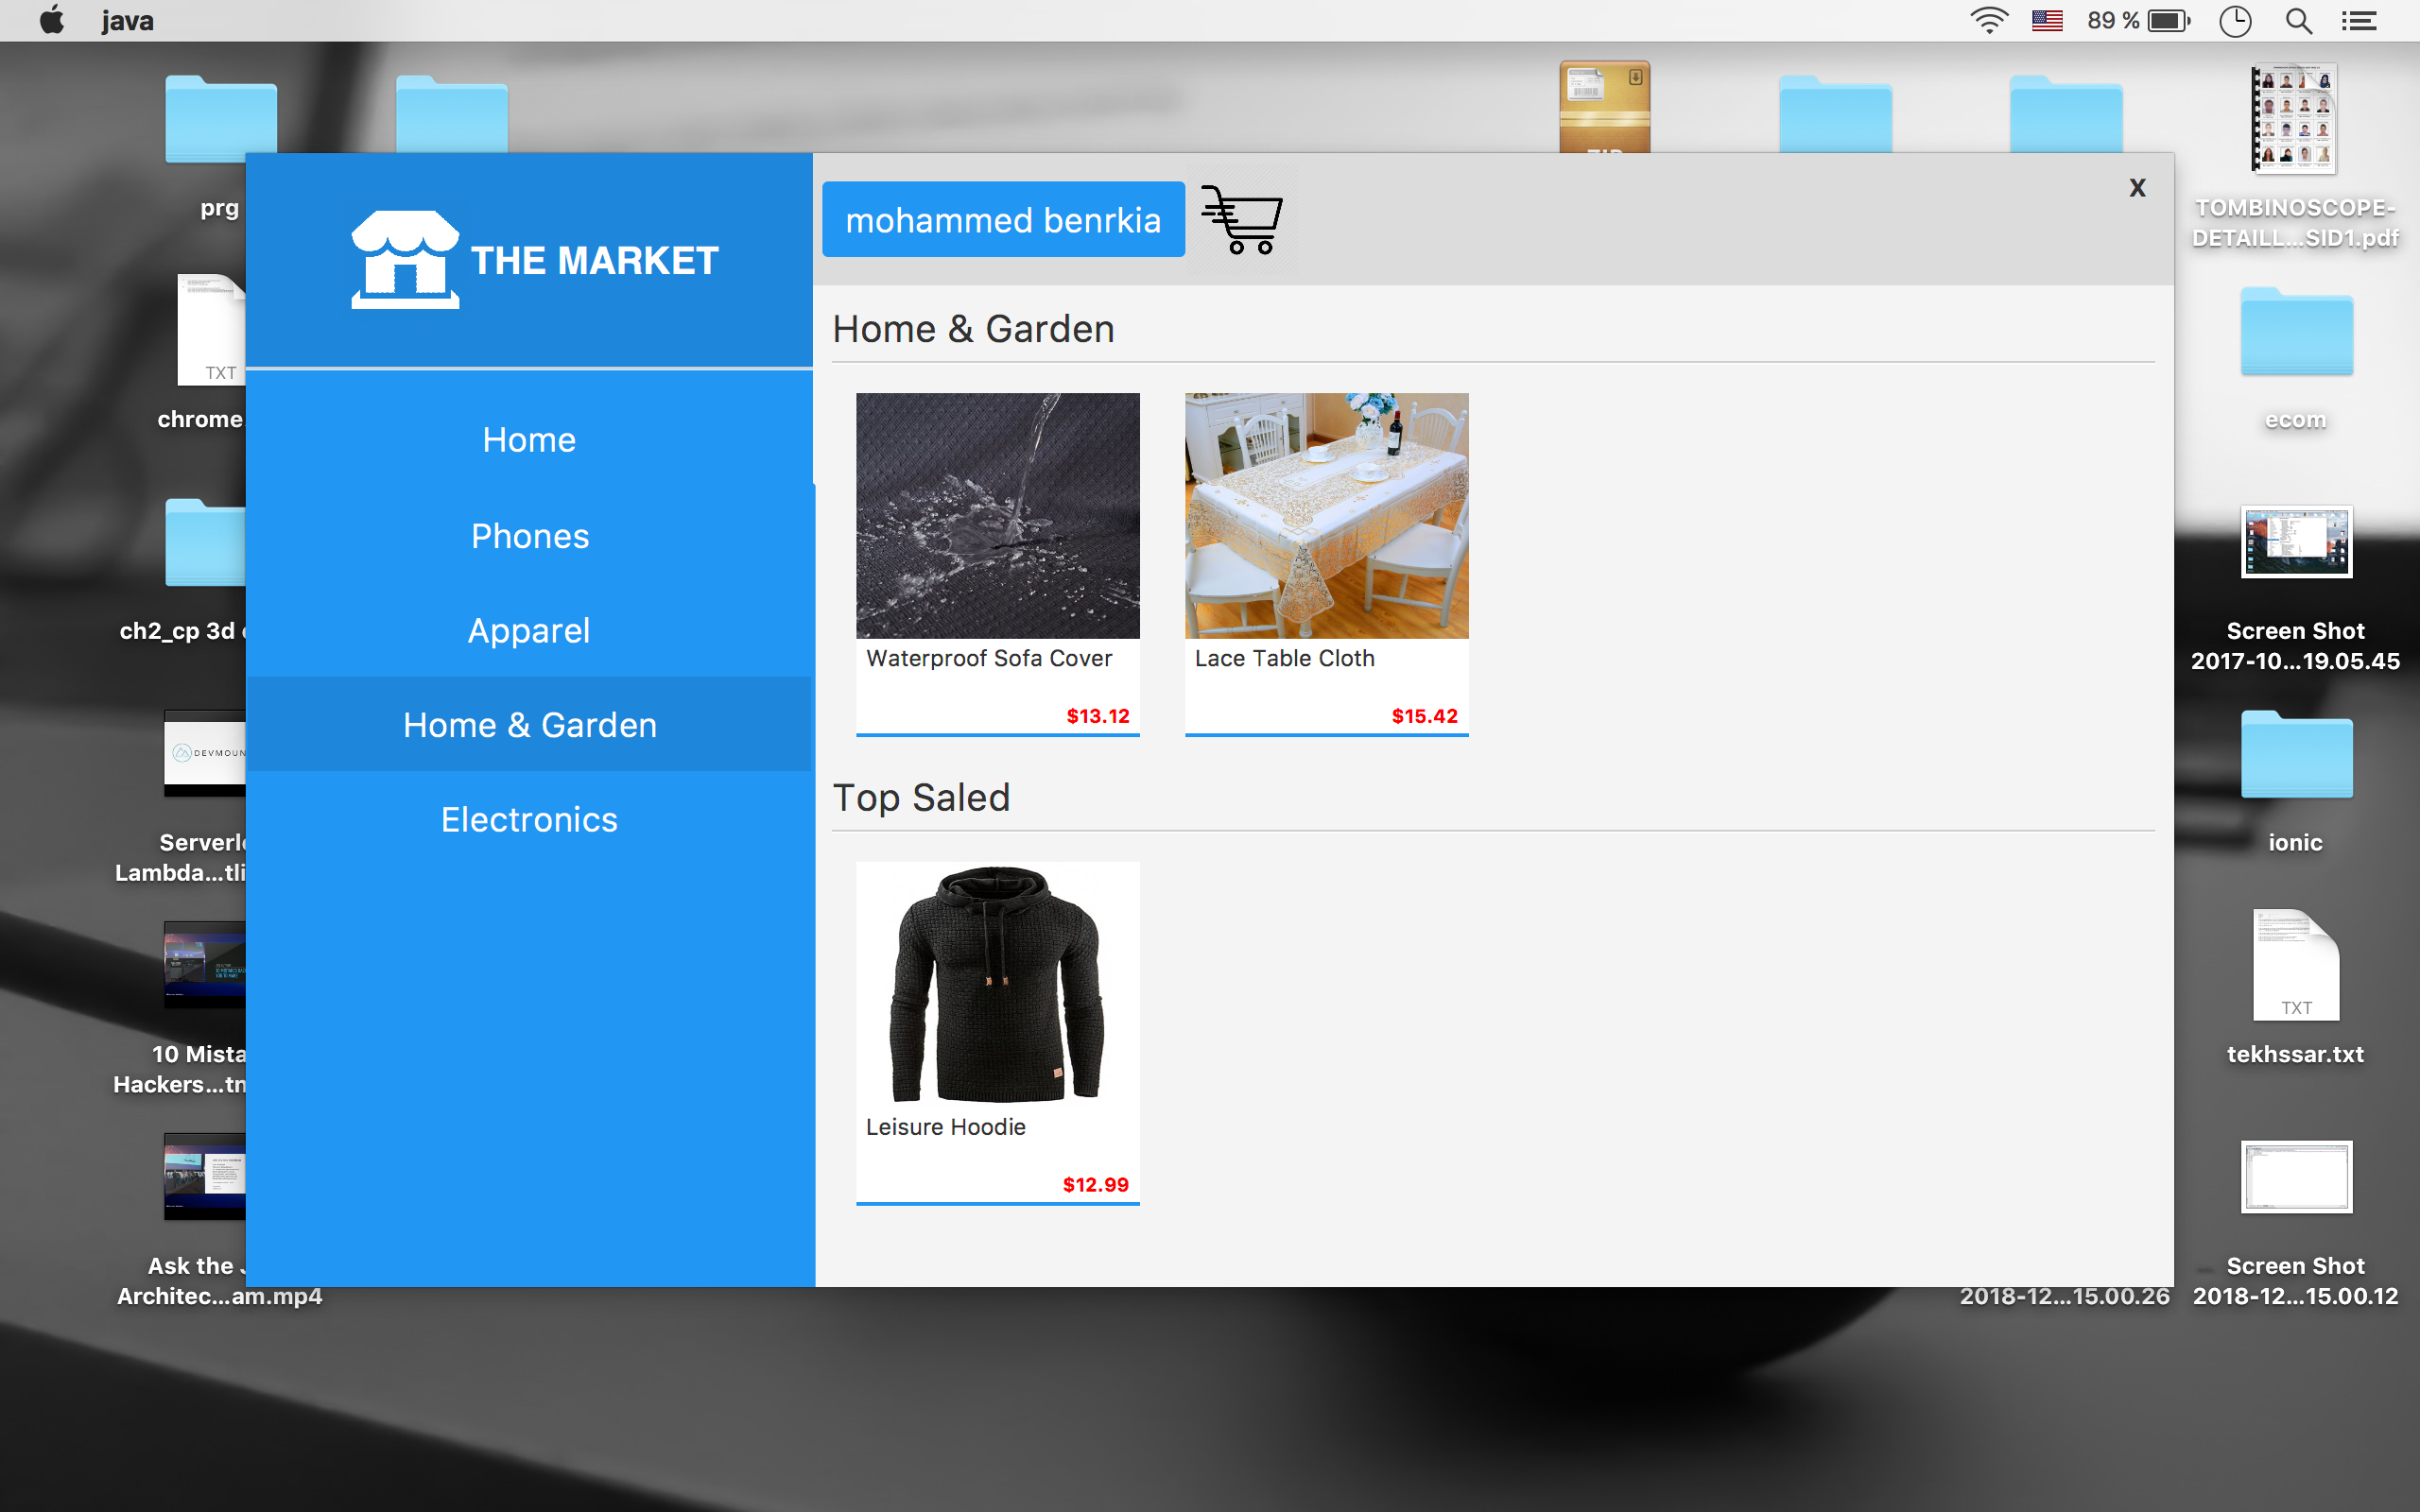 java
89 %
ZIP
prg
TOMBINOSCOPE-
DETAILL...SID1.pdf
THE MARKET
mohammed benrkia
x
Home & Garden
TXT
chrome.
ecom
Home
Phones
Apparel
Home & Garden
Electronics
Waterproof Sofa Cover
$13.12
Lace Table Cloth
$15.42
ch2_cp 3d
Screen Shot
2017-10...19.05.45
DEVMOUN
Top Saled
Leisure Hoodie
$12.99
Serverl
Lambda...tli
ionic
10 Mista
Hackers...tn
TXT
tekhssar.txt
Ask the J
Architec...am.mp4
2018-12...15.00.26
Screen Shot
2018-12...15.00.12